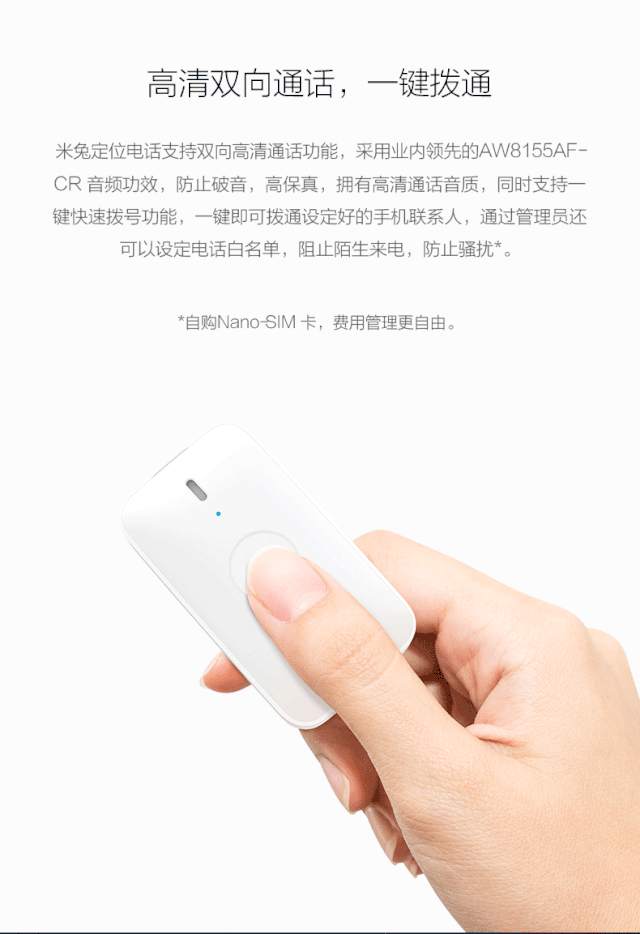 高清双向通话，一键拨通
米兔定位电话支持双向高清通话功能，采用业内领先的AW8155AF-
CR 音频功效，防止破音，高保真，拥有高清通话音质，同时支持一
键快速拨号功能，一键即可拨通设定好的手机联系人，通过管理员还
可以设定电话白名单，阻止陌生来电，防止骚扰*。
*自购Nano-SIM 卡，费用管理更自由。